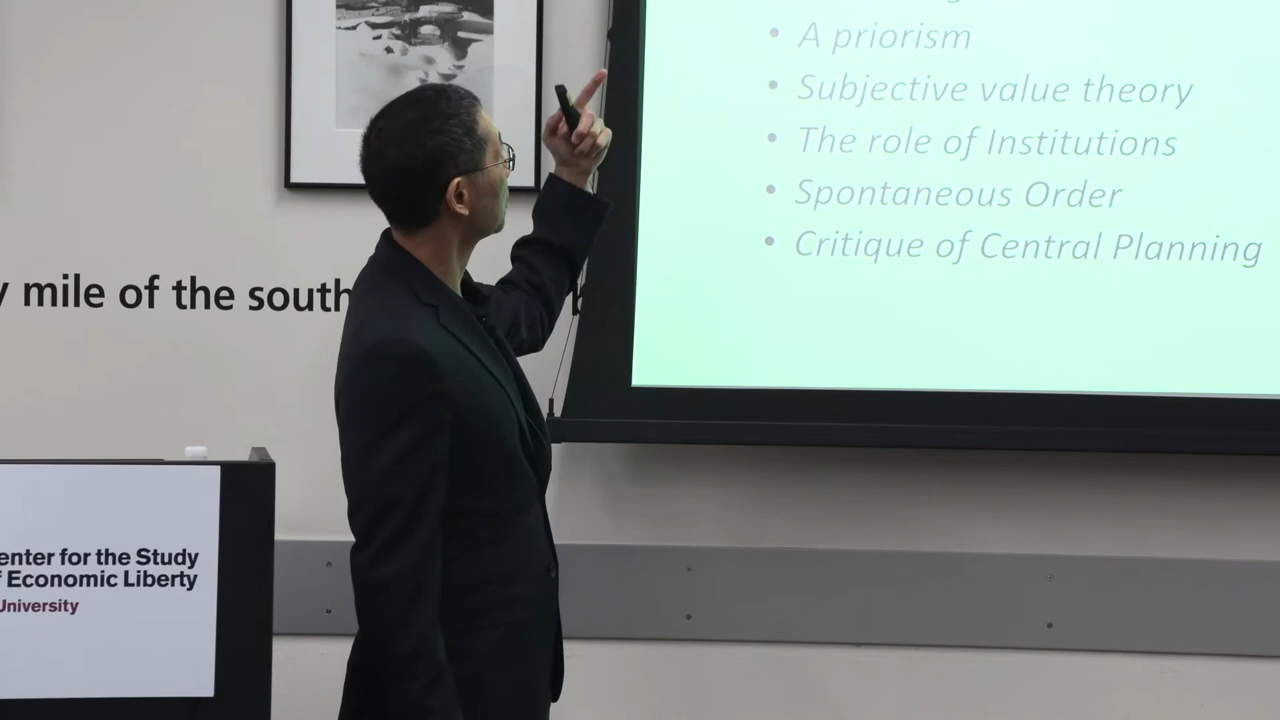 • A priorism
• Subjective value theory
• The role of Institutions
• Spontaneous Order
• Critique of Central Planning
mile of the south
enter for the Study
f Economic Liberty
University